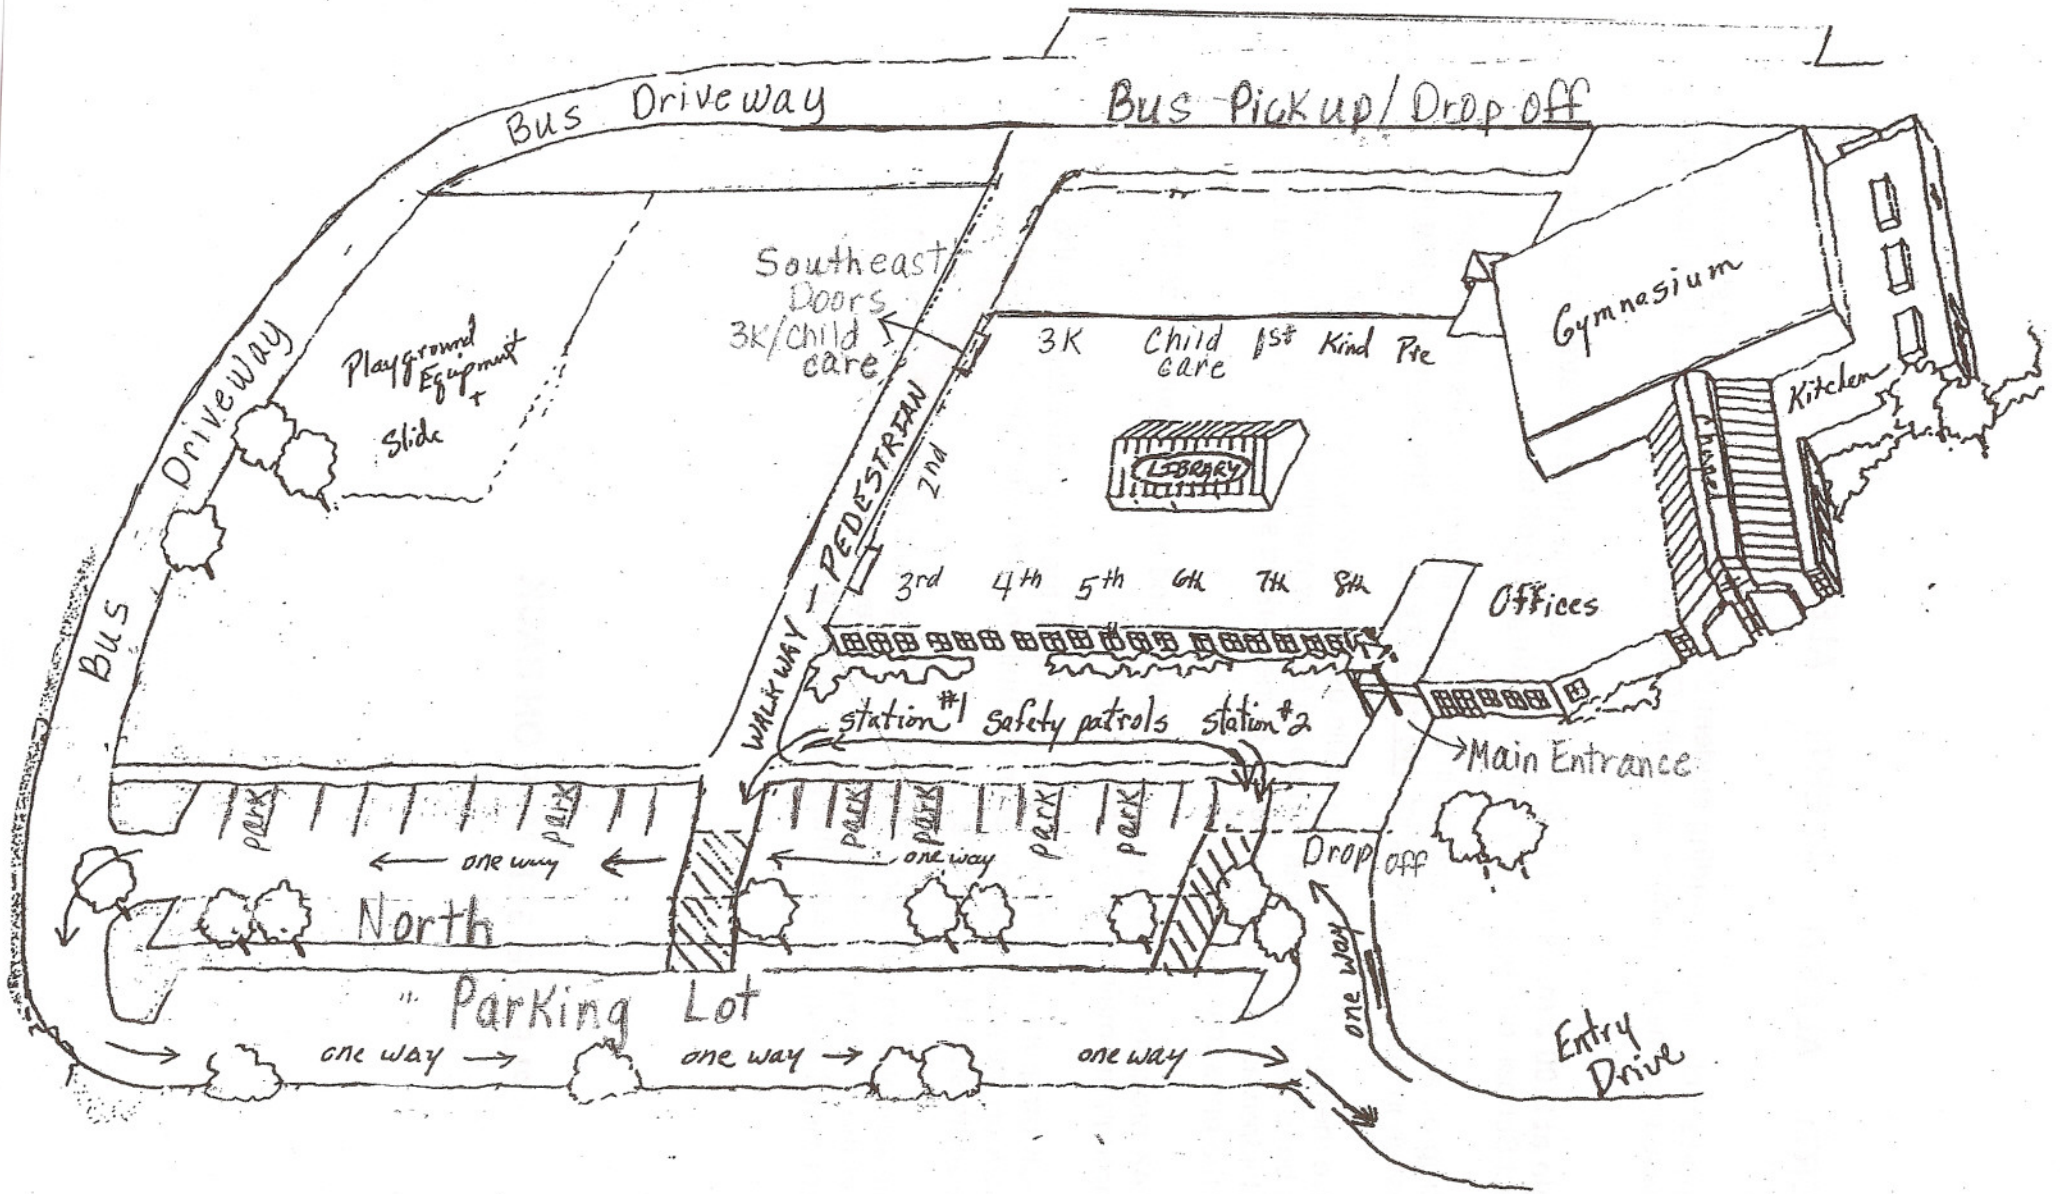 Bus Driveway
Bus Pickup/Drop off
Southeast
Doors
3K/Child
care
Playground
Equipment
+
Slide
Bus Driveway
Gymnasium
3K
Child
care
1st
Kind
Pre
Kitchen
Chapel
2nd
LIBRARY
WALKWAY - PEDESTRIAN
3rd
4th
5th
6th
7th
8th
Offices
station #1 safety patrols station #2
Main Entrance
park
park
park
park
park
park
one way
one way
Drop off
North
Parking Lot
one way
one way
one way
one way
Entry
Drive